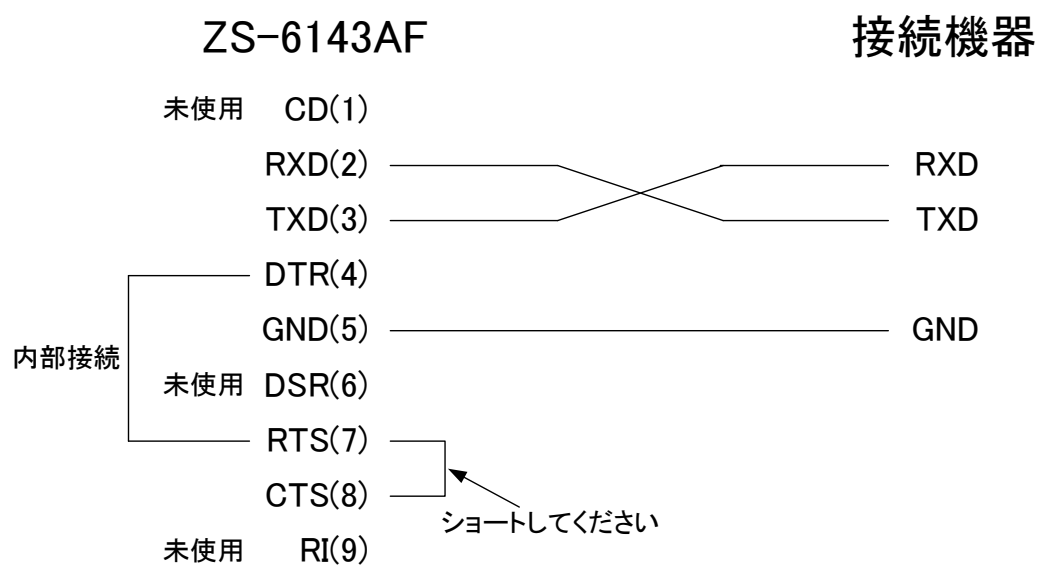 ZS-6143AF 接続機器
未使用 CD(1)
RXD(2) RXD
TXD(3) TXD
DTR(4)
GND(5) GND
内部接続
未使用 DSR(6)
RTS(7)
CTS(8)
ショートしてください
未使用 RI(9)